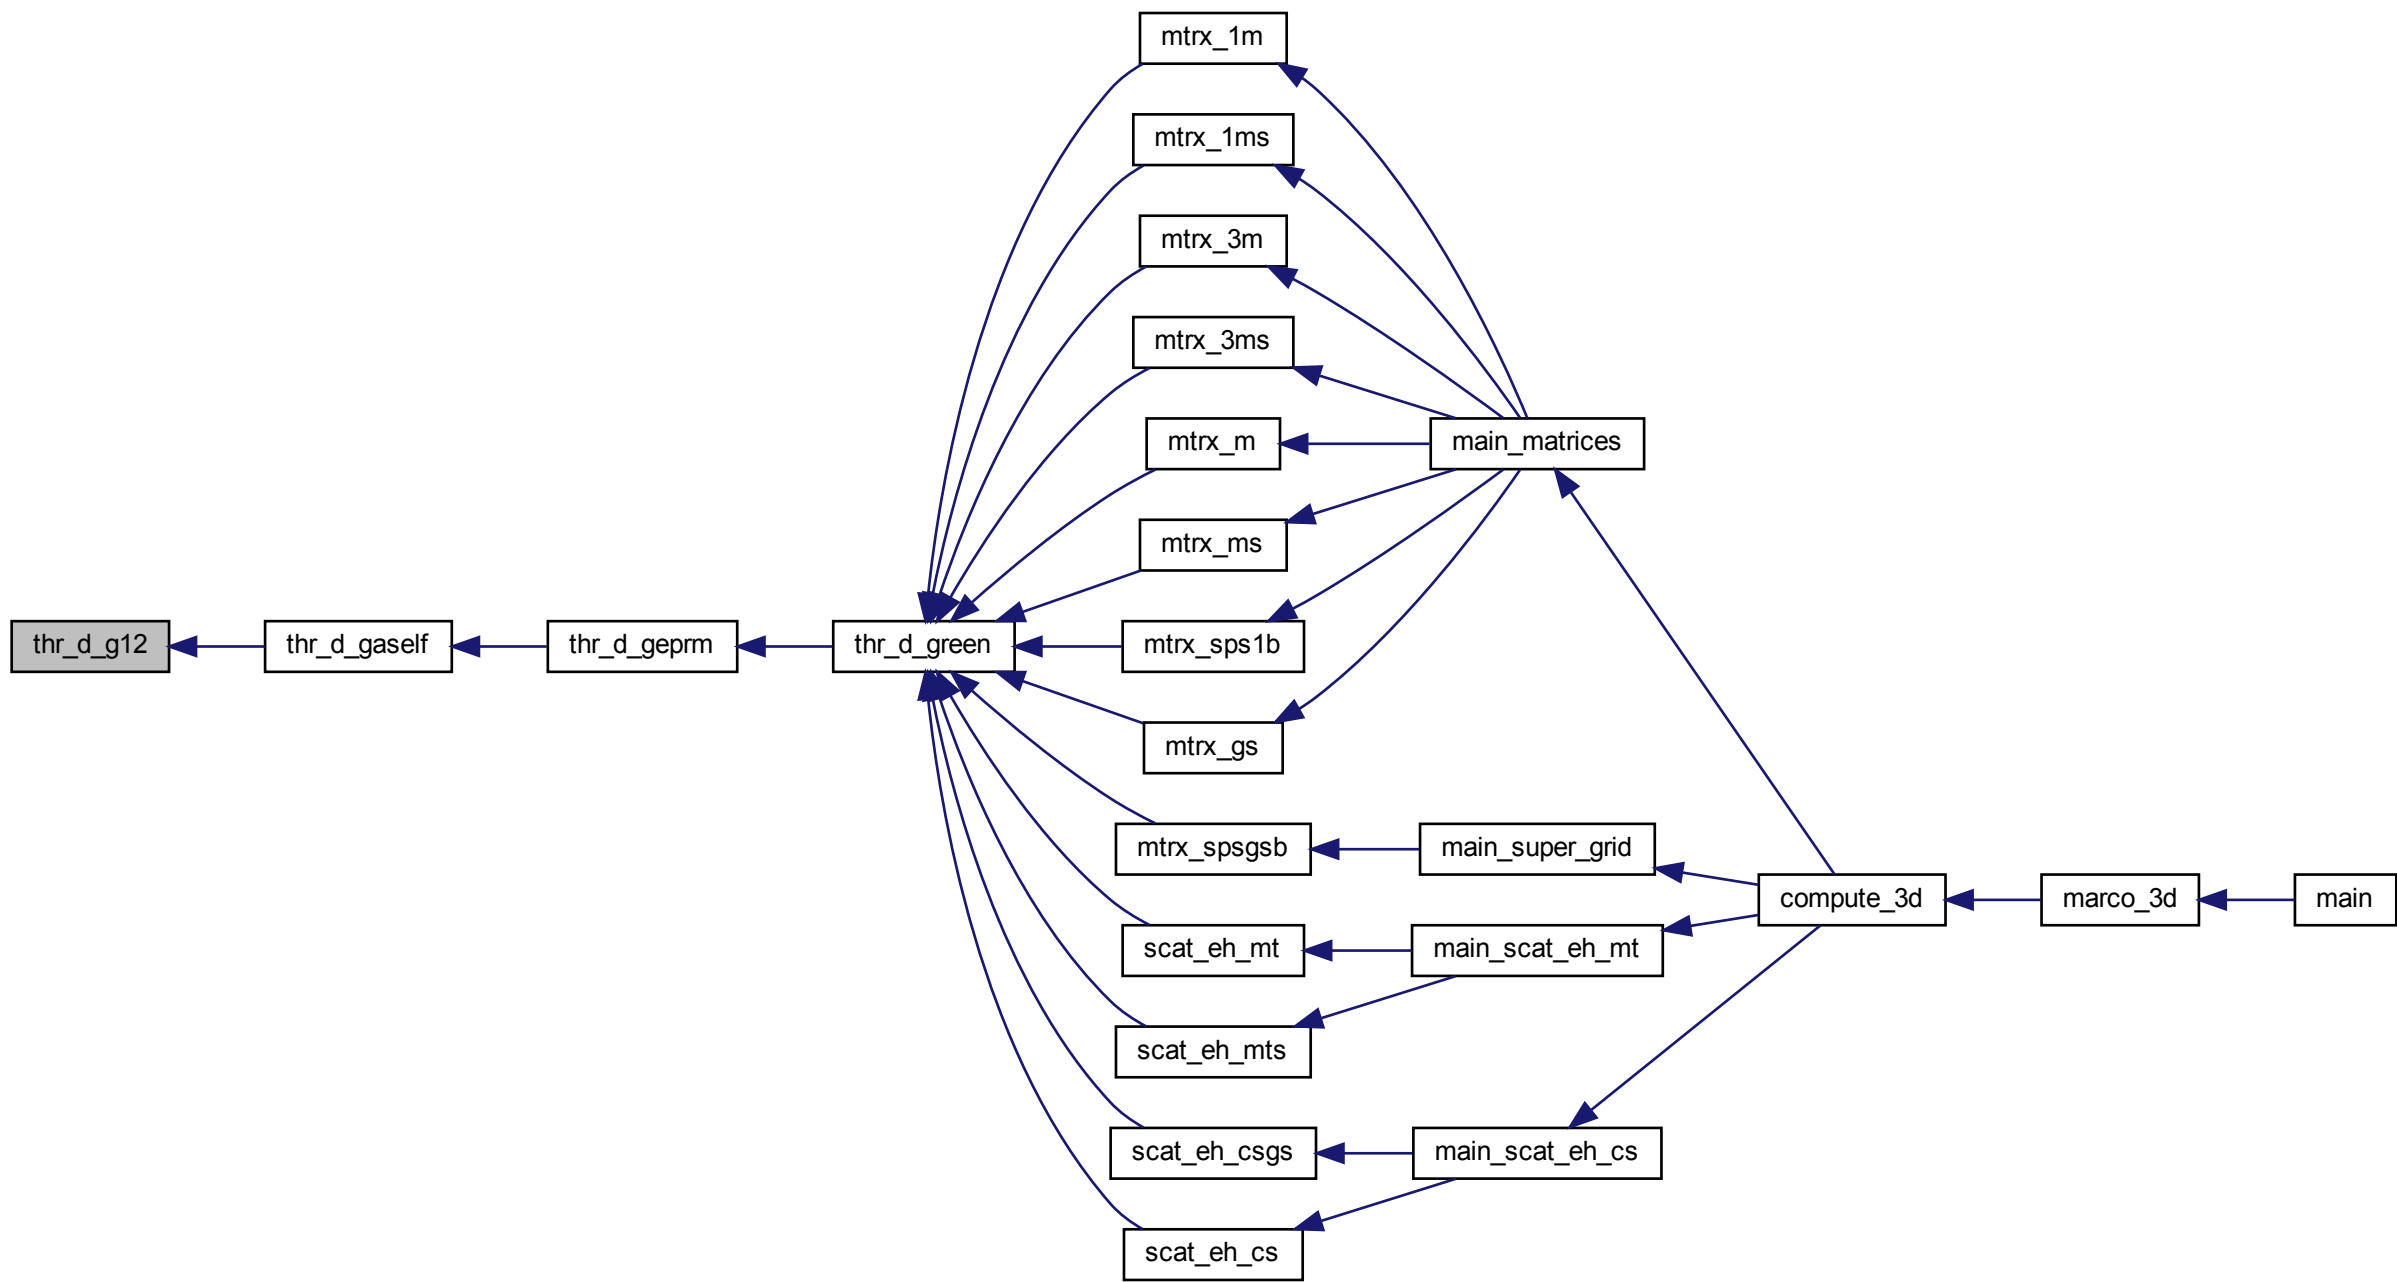 mtrx_1m
mtrx_1ms
mtrx_3m
mtrx_3ms
mtrx_m
main_matrices
mtrx_ms
thr_d_g12
thr_d_gaself
thr_d_geprm
thr_d_green
mtrx_sps1b
mtrx_gs
mtrx_spsgsb
main_super_grid
compute_3d
marco_3d
main
scat_eh_mt
main_scat_eh_mt
scat_eh_mts
scat_eh_csgs
main_scat_eh_cs
scat_eh_cs